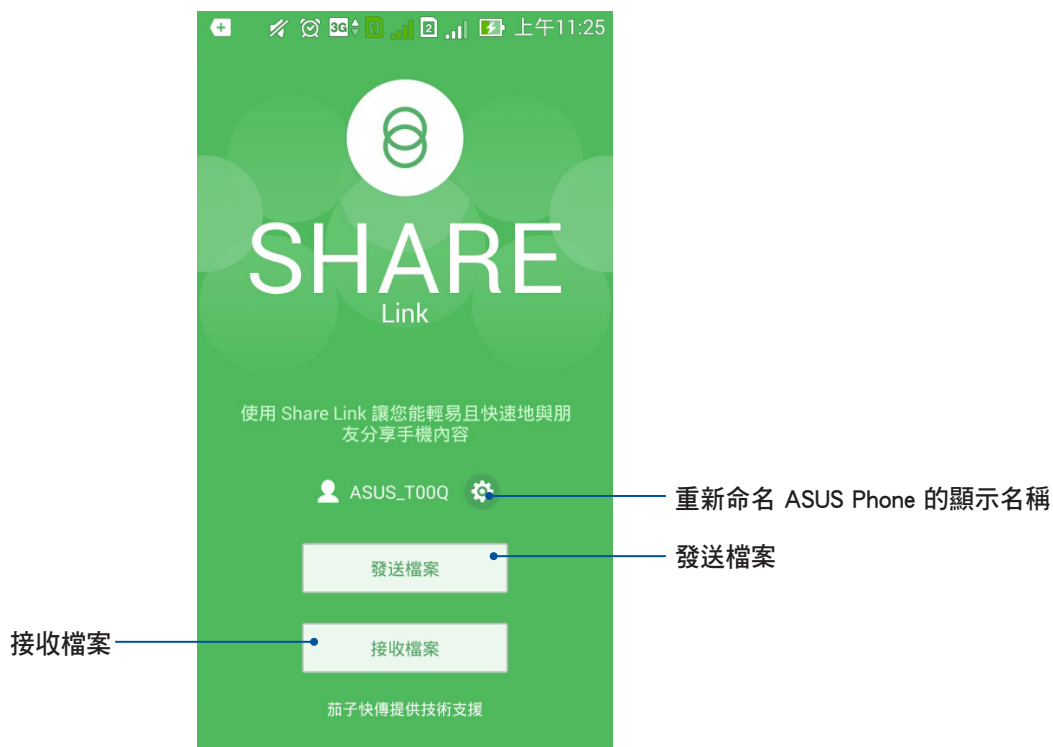 3G 1 2 上午11:25
SHARE
Link
使用 Share Link 讓您能輕易且快速地與朋
友分享手機內容
ASUS_T00Q
重新命名 ASUS Phone 的顯示名稱
發送檔案
發送檔案
接收檔案
接收檔案
茄子快傳提供技術支援